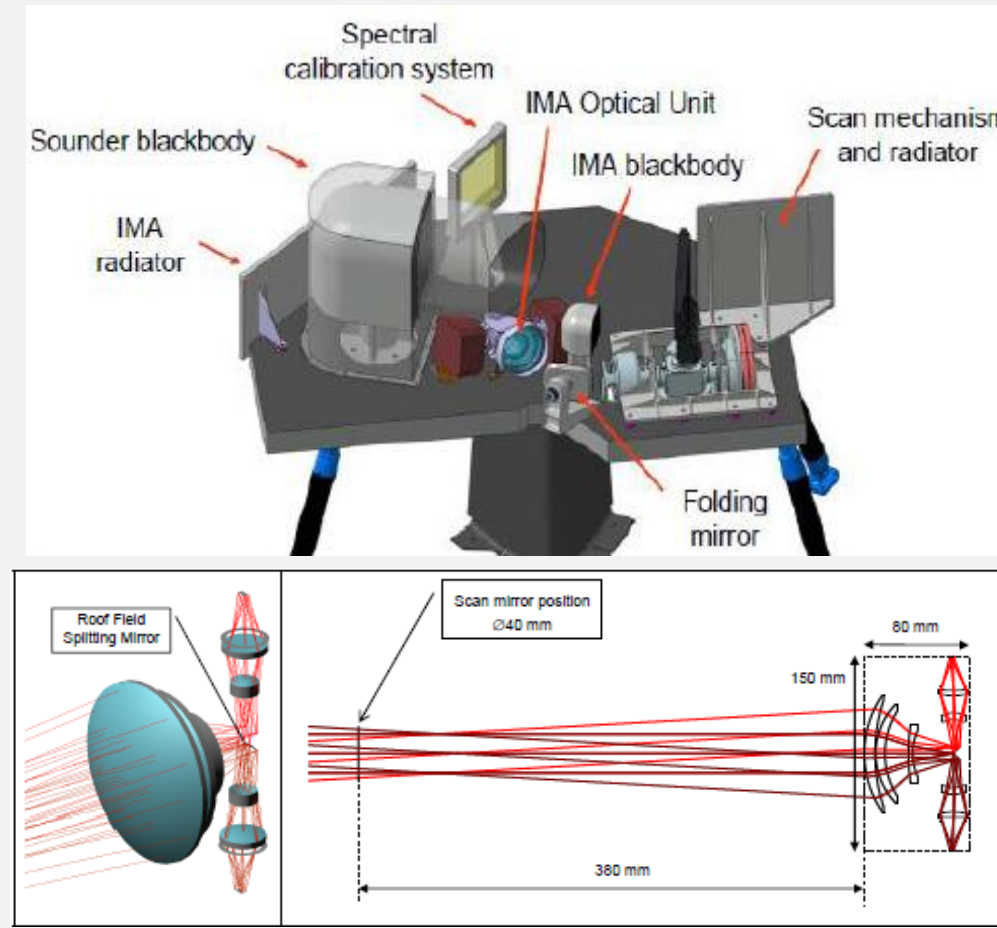 Spectral
calibration system
IMA Optical Unit
Scan mechanism
and radiator
Sounder blackbody
IMA blackbody
IMA
radiator
Folding
mirror
Roof Field
Splitting Mirror
Scan mirror position
∅40 mm
80 mm
150 mm
380 mm